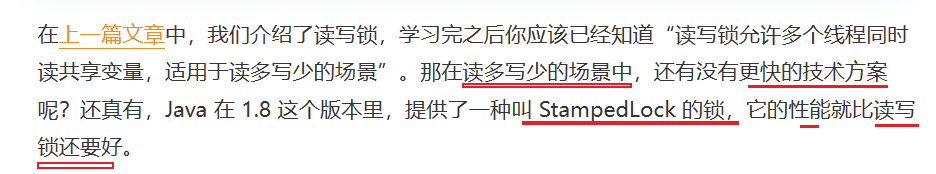 在上一篇文章中，我们介绍了读写锁，学习完之后你应该已经知道“读写锁允许多个线程同时
读共享变量，适用于读多写少的场景”。那在读多写少的场景中，还有没有更快的技术方案
呢？还真有，Java 在 1.8 这个版本里，提供了一种叫 StampedLock 的锁，它的性能就比读写
锁还要好。